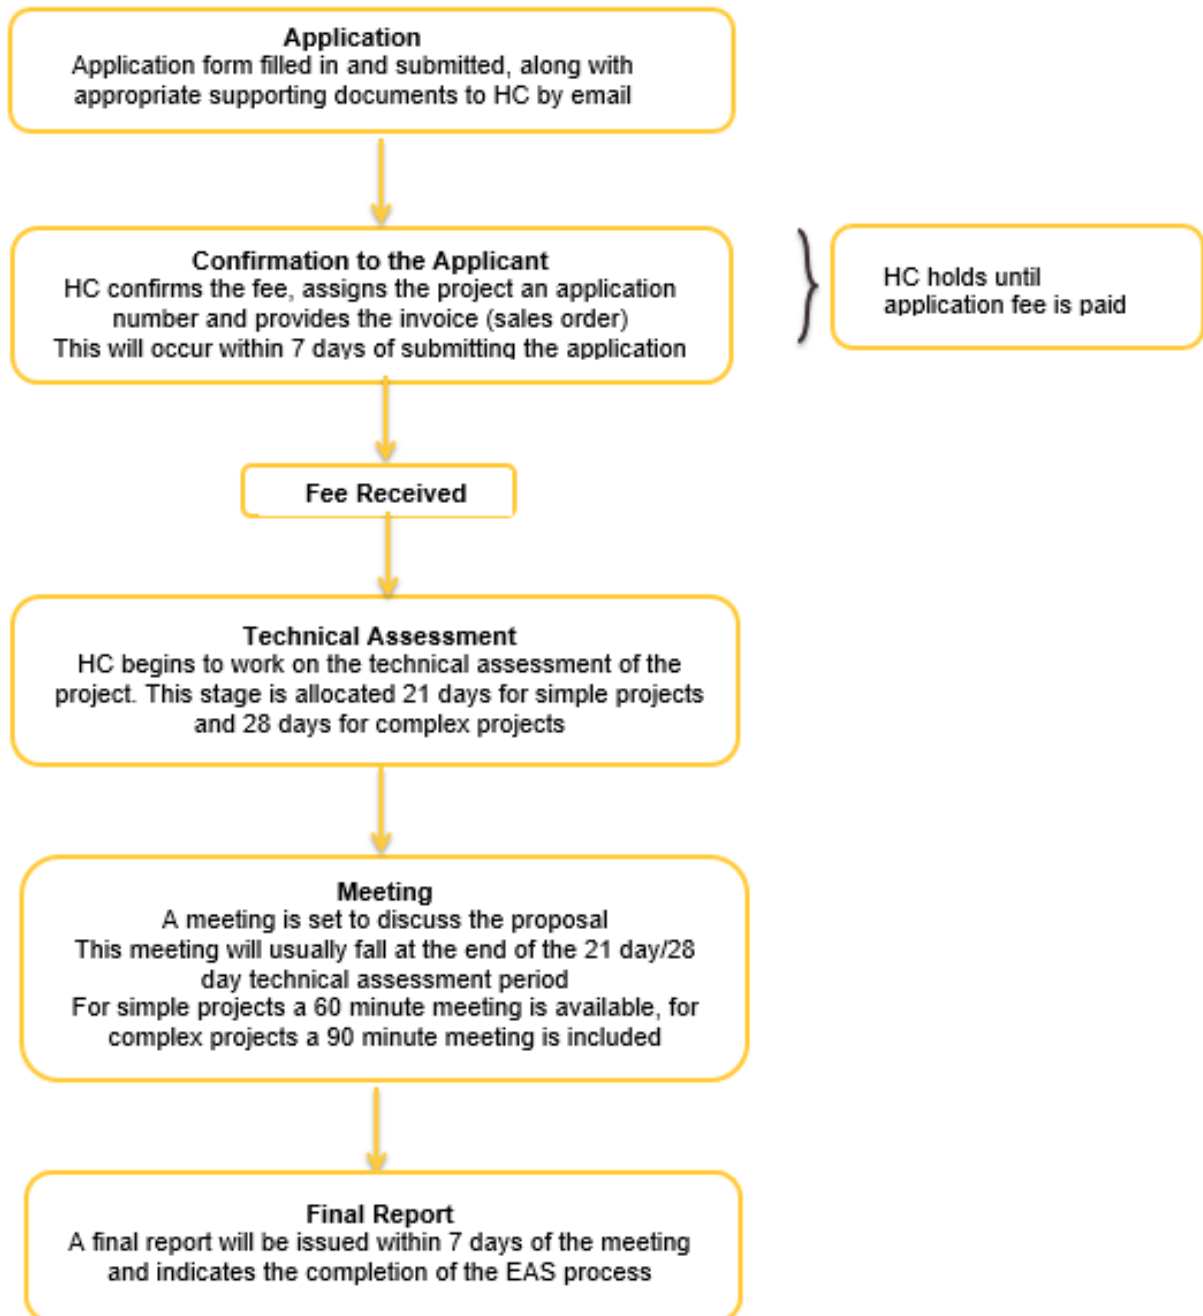 Application
Application form filled in and submitted, along with
appropriate supporting documents to HC by email
Confirmation to the Applicant
HC confirms the fee, assigns the project an application
number and provides the invoice (sales order)
This will occur within 7 days of submitting the application
HC holds until
application fee is paid
Fee Received
Technical Assessment
HC begins to work on the technical assessment of the
project. This stage is allocated 21 days for simple projects
and 28 days for complex projects
Meeting
A meeting is set to discuss the proposal
This meeting will usually fall at the end of the 21 day/28
day technical assessment period
For simple projects a 60 minute meeting is available, for
complex projects a 90 minute meeting is included
Final Report
A final report will be issued within 7 days of the meeting
and indicates the completion of the EAS process